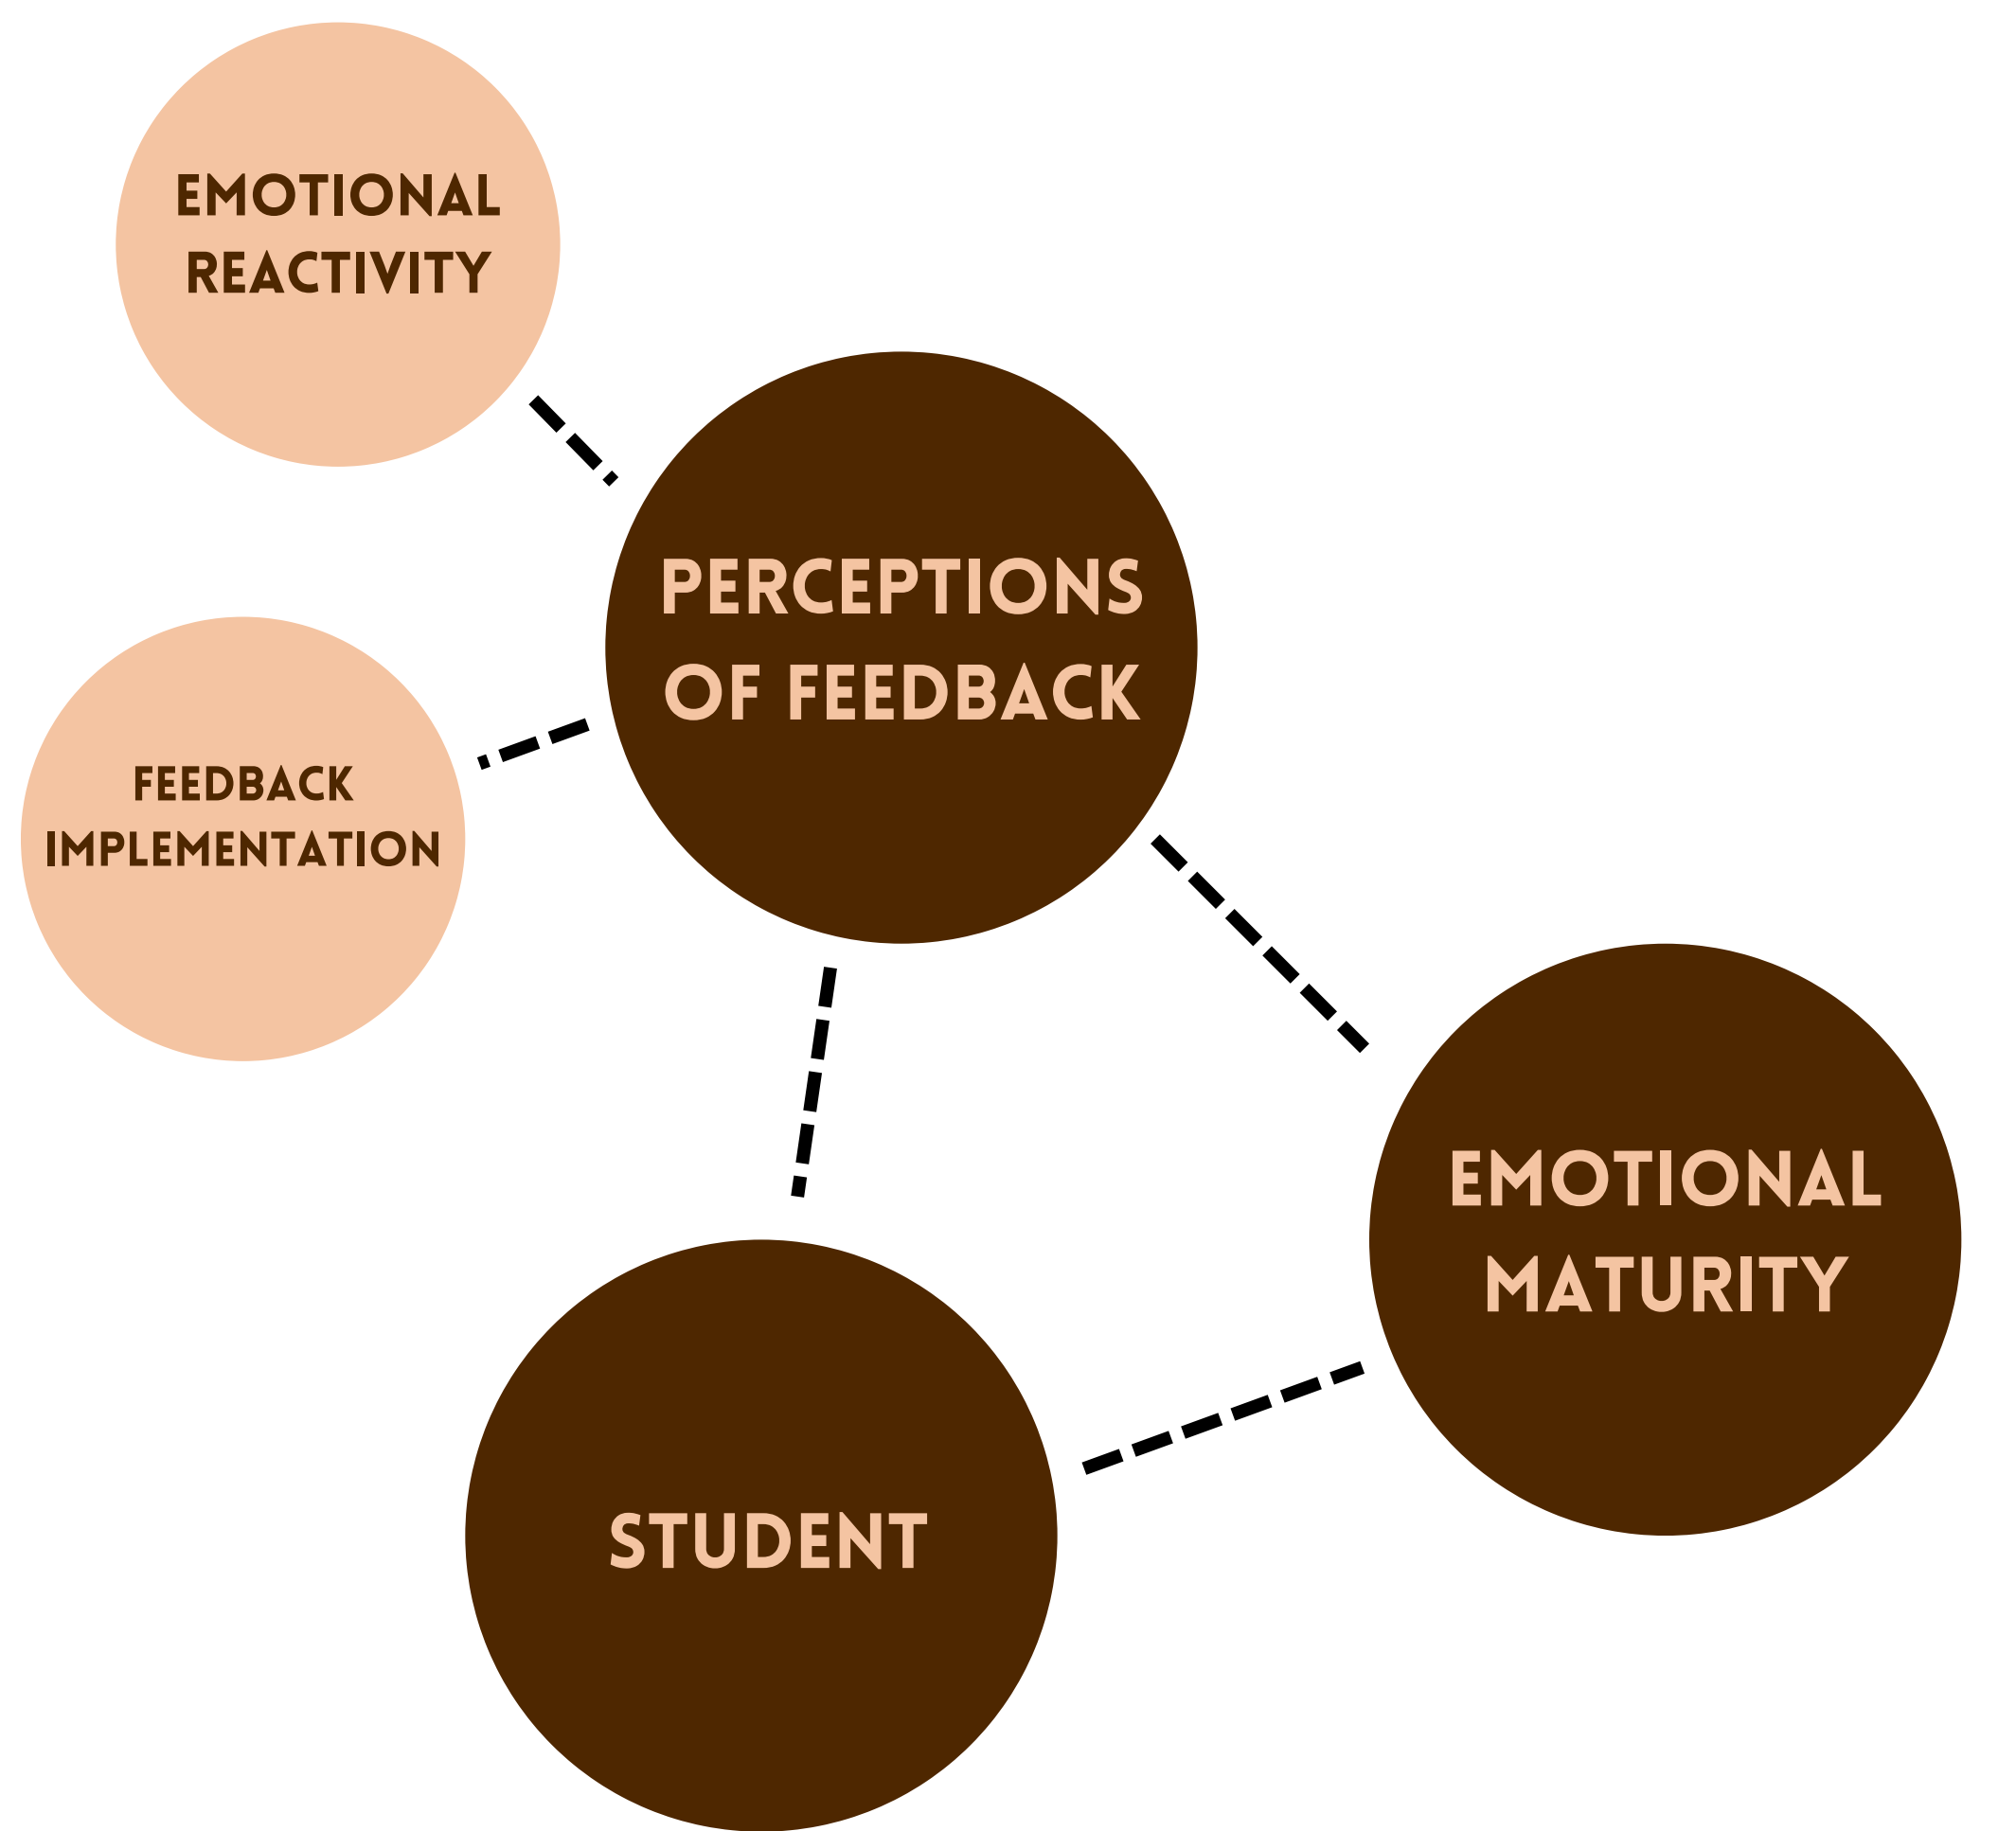 EMOTIONAL
REACTIVITY
PERCEPTIONS
OF FEEDBACK
FEEDBACK
IMPLEMENTATION
EMOTIONAL
MATURITY
STUDENT